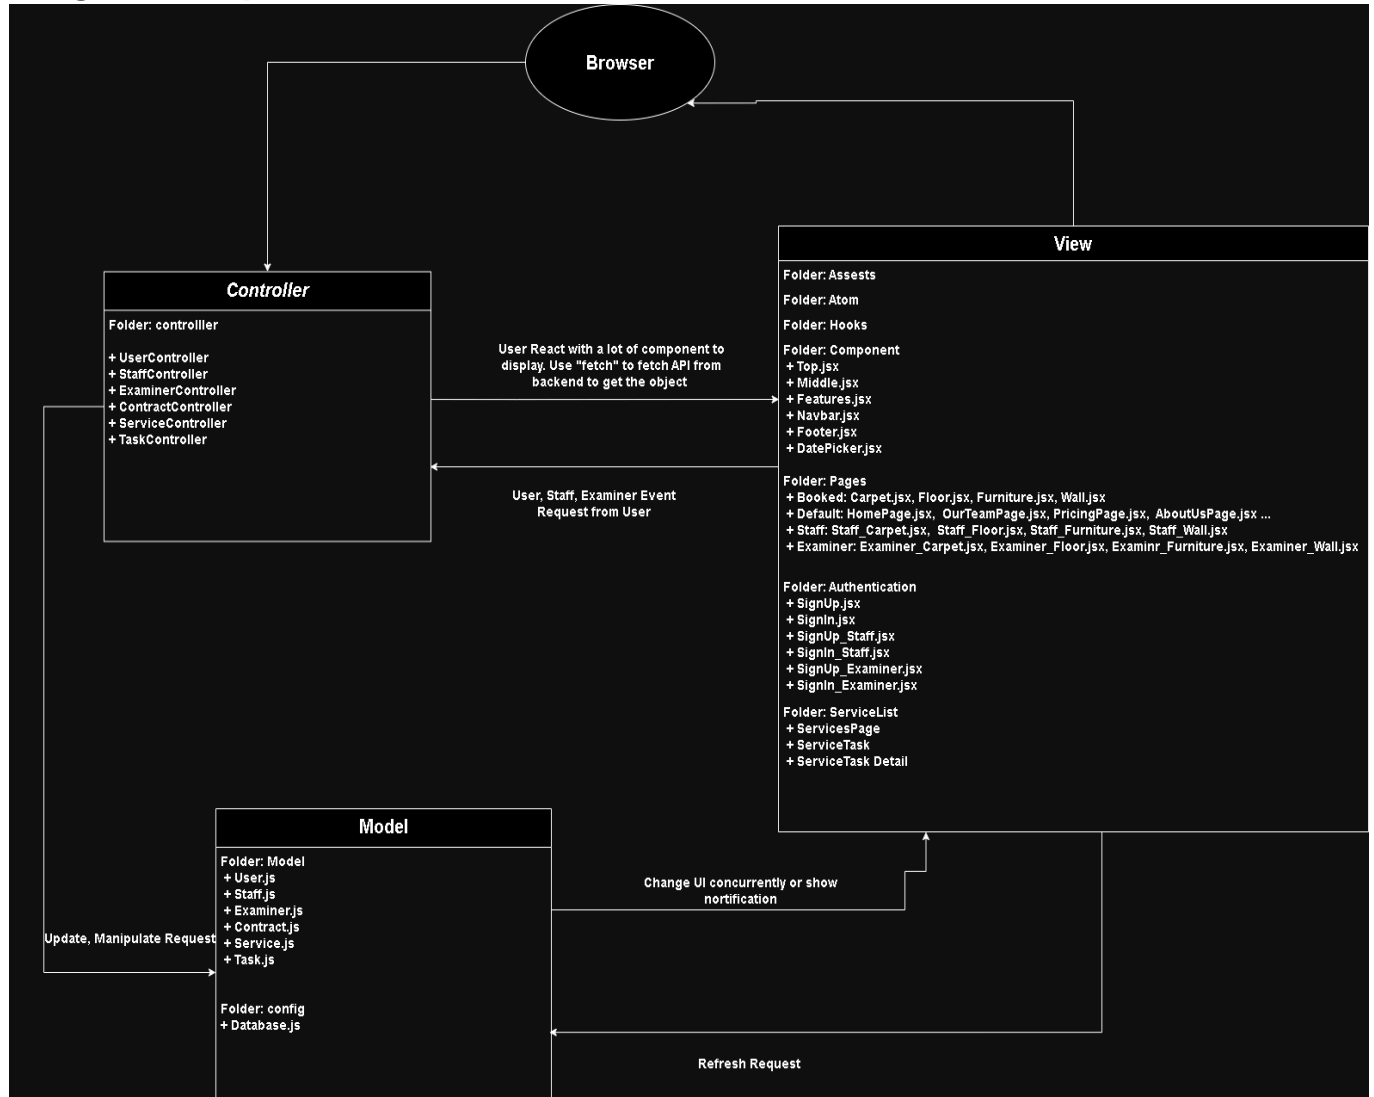 Browser
View
Folder: Assests
Folder: Atom
Folder: Hooks
Folder: Component
+ Top.jsx
+ Middle.jsx
+ Features.jsx
+ Navbar.jsx
+ Footer.jsx
+ DatePicker.jsx
Folder: Pages
+ Booked: Carpet.jsx, Floor.jsx, Furniture.jsx, Wall.jsx
+ Default: HomePage.jsx, OurTeamPage.jsx, PricingPage.jsx, AboutUsPage.jsx ...
+ Staff: Staff_Carpet.jsx, Staff_Floor.jsx, Staff_Furniture.jsx, Staff_Wall.jsx
+ Examiner: Examiner_Carpet.jsx, Examiner_Floor.jsx, Examinr_Furniture.jsx, Examiner_Wall.jsx
Folder: Authentication
+ SignUp.jsx
+ SignIn.jsx
+ SignUp_Staff.jsx
+ SignIn_Staff.jsx
+ SignUp_Examiner.jsx
+ SignIn_Examiner.jsx
Folder: ServiceList
+ ServicesPage
+ ServiceTask
+ ServiceTask Detail
Controller
Folder: controlller
+ UserController
+ StaffController
+ ExaminerController
+ ContractController
+ ServiceController
+ TaskController
User React with a lot of component to
display. Use "fetch" to fetch API from
backend to get the object
User, Staff, Examiner Event
Request from User
Model
Folder: Model
+ User.js
+ Staff.js
+ Examiner.js
+ Contract.js
+ Service.js
+ Task.js
Folder: config
+ Database.js
Update, Manipulate Request
Change UI concurrently or show
nortification
Refresh Request